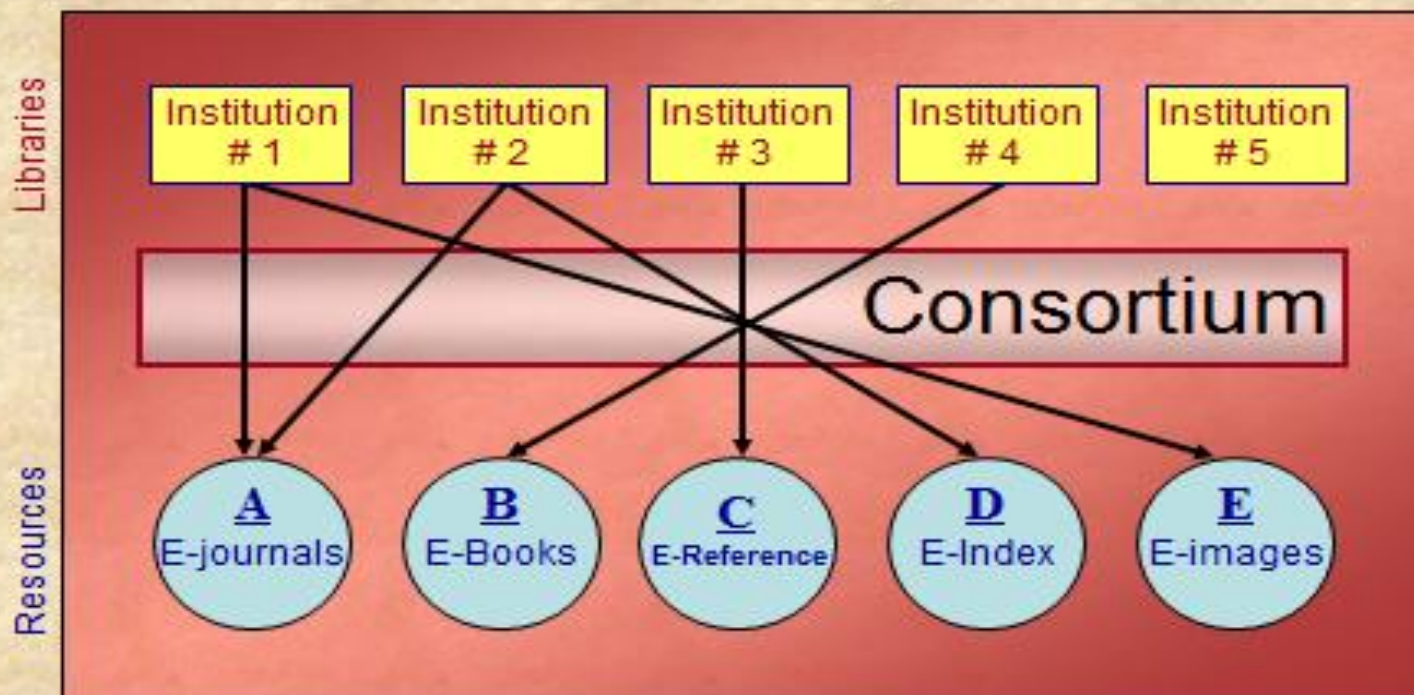 Libraries
Institution
# 1
Institution
# 2
Institution
# 3
Institution
# 4
Institution
# 5
Consortium
Resources
A
E-journals
B
E-Books
C
E-Reference
D
E-Index
E
E-images